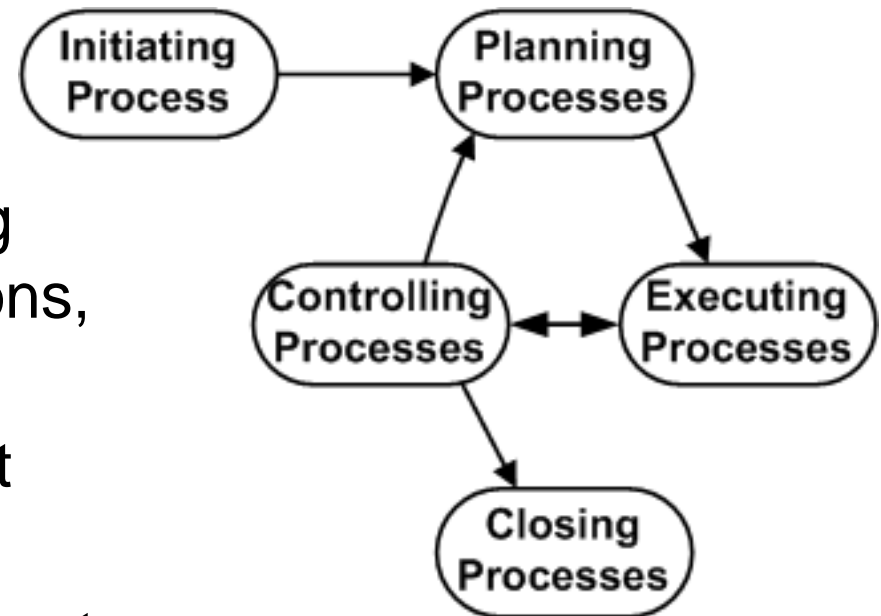 Initiating
Process
Planning
Processes
Controlling
Processes
Executing
Processes
Closing
Processes